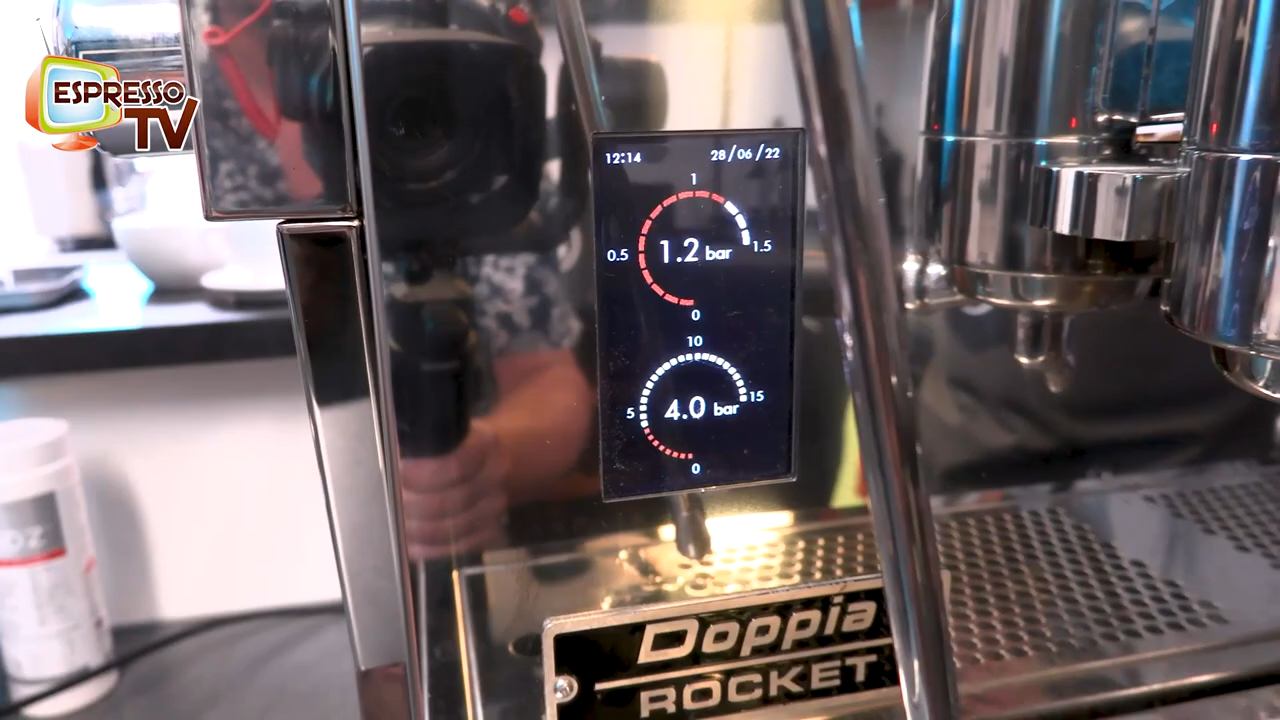 ESPRESSO
TV
12:14
28/06/22
1
0.5
1.2 bar
1.5
0
10
5
4.0 bar
15
0
Doppia
ROCKET
OZ